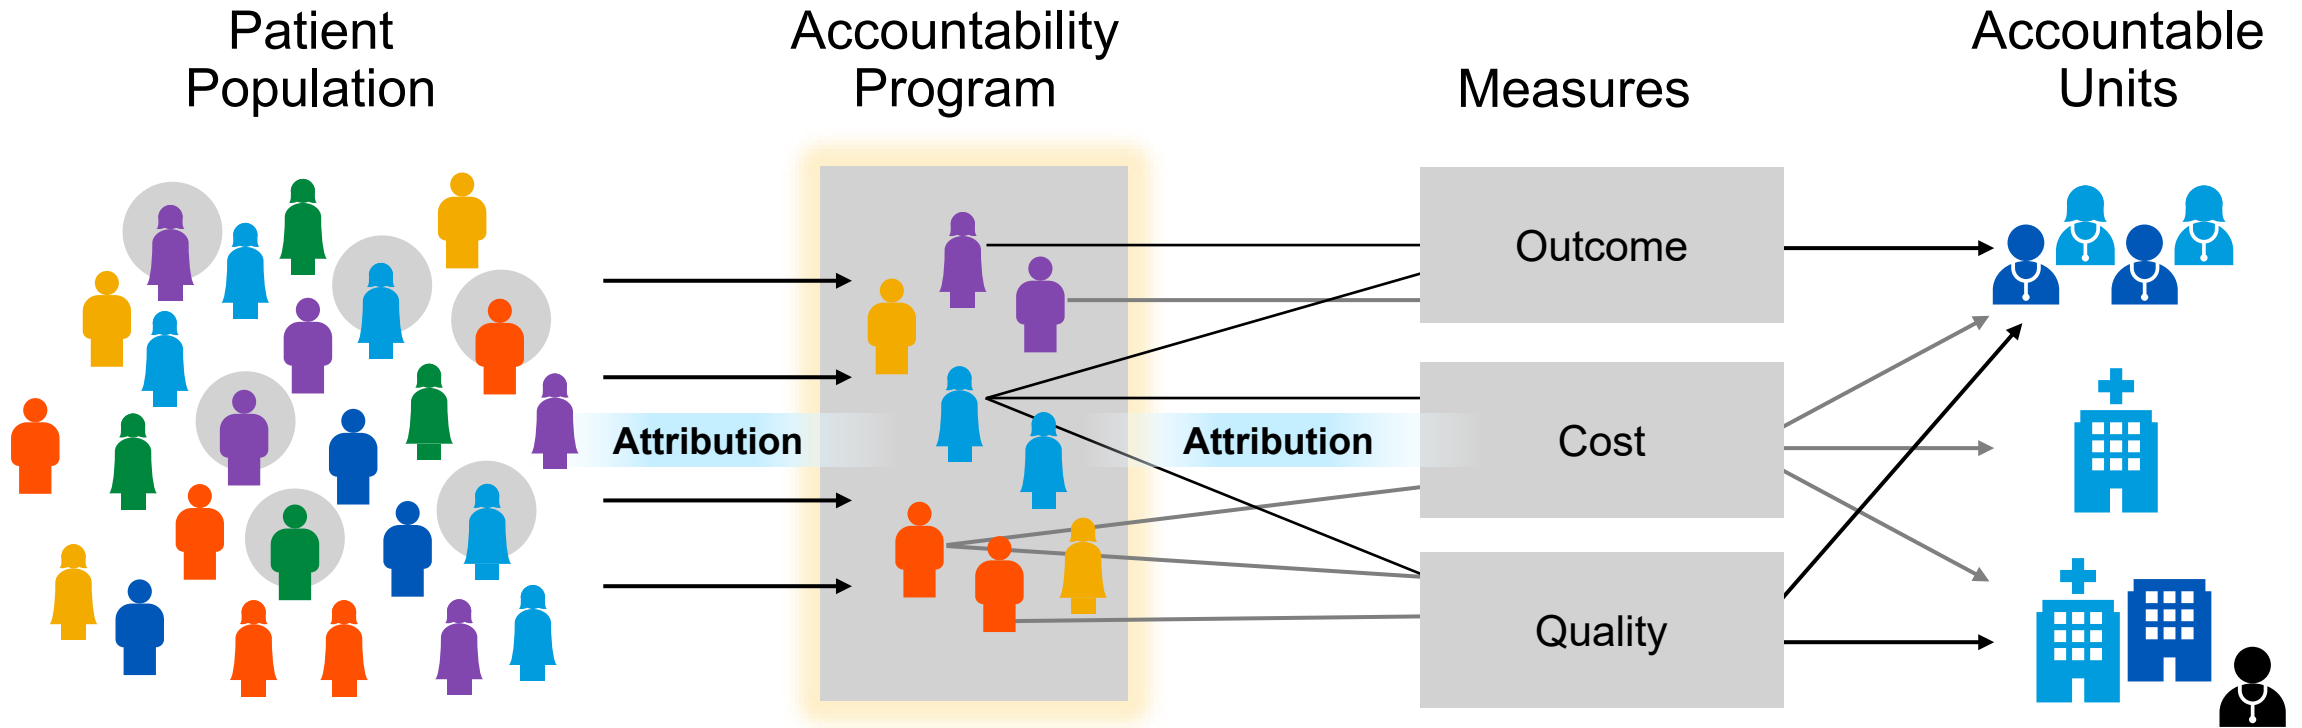 Patient
Population
Accountability
Program
Measures
Accountable
Units
Outcome
Attribution
Attribution
Cost
Quality